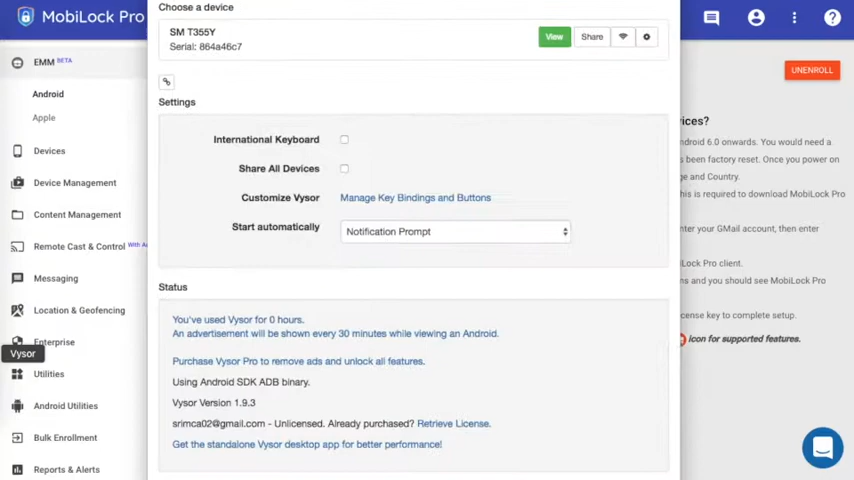 MobiLock Pro
EMM BETA
Android
Apple
Devices
Device Management
Content Management
Remote Cast & Control
Messaging
Location & Geofencing
Enterprise
Vysor
Utilities
Android Utilities
Bulk Enrollment
Reports & Alerts
Choose a device
SM T355Y
Serial: 864a46c7
View
Share
Settings
International Keyboard
Share All Devices
Customize Vysor
Manage Key Bindings and Buttons
Start automatically
Notification Prompt
Status
You've used Vysor for 0 hours.
An advertisement will be shown every 30 minutes while viewing an Android.
Purchase Vysor Pro to remove ads and unlock all features.
Using Android SDK ADB binary.
Vysor Version 1.9.3
srimca02@gmail.com - Unlicensed. Already purchased? Retrieve License.
Get the standalone Vysor desktop app for better performance!
UNENROLL
ices?
ndroid 6.0 onwards. You would need a
s been factory reset. Once you power on
ge and Country.
his is required to download MobiLock Pro
nter your GMail account, then enter
Lock Pro client.
ns and you should see MobiLock Pro
cense key to complete setup.
icon for supported features.